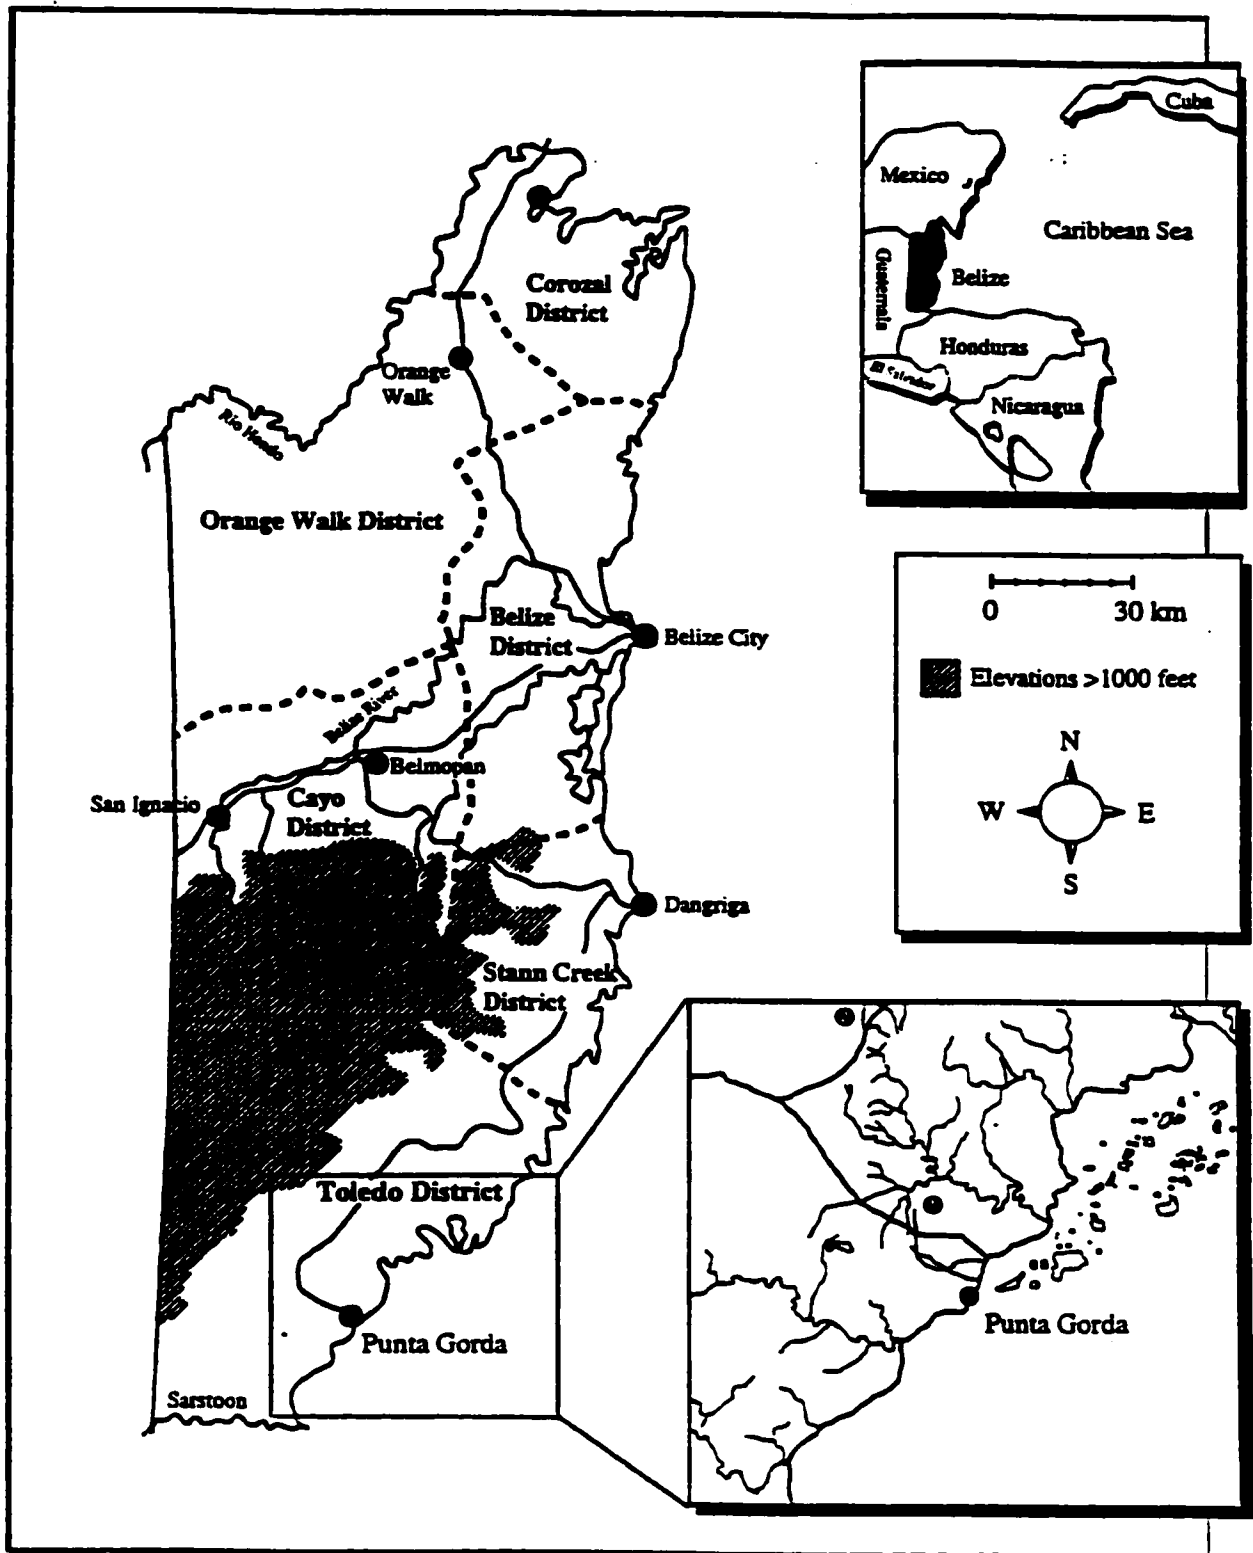 Corozal
District
Orange
Walk
Rio Hondo
Orange Walk District
Belize
District
Belize City
Belize River
Belmopan
San Ignacio
Cayo
District
Dangriga
Stann Creek
District
Toledo District
Punta Gorda
Sarstoon
Cuba
Mexico
Caribbean Sea
Guatemala
Belize
Honduras
El Salvador
Nicaragua
0 30 km
Elevations >1000 feet
N
W E
S
Punta Gorda